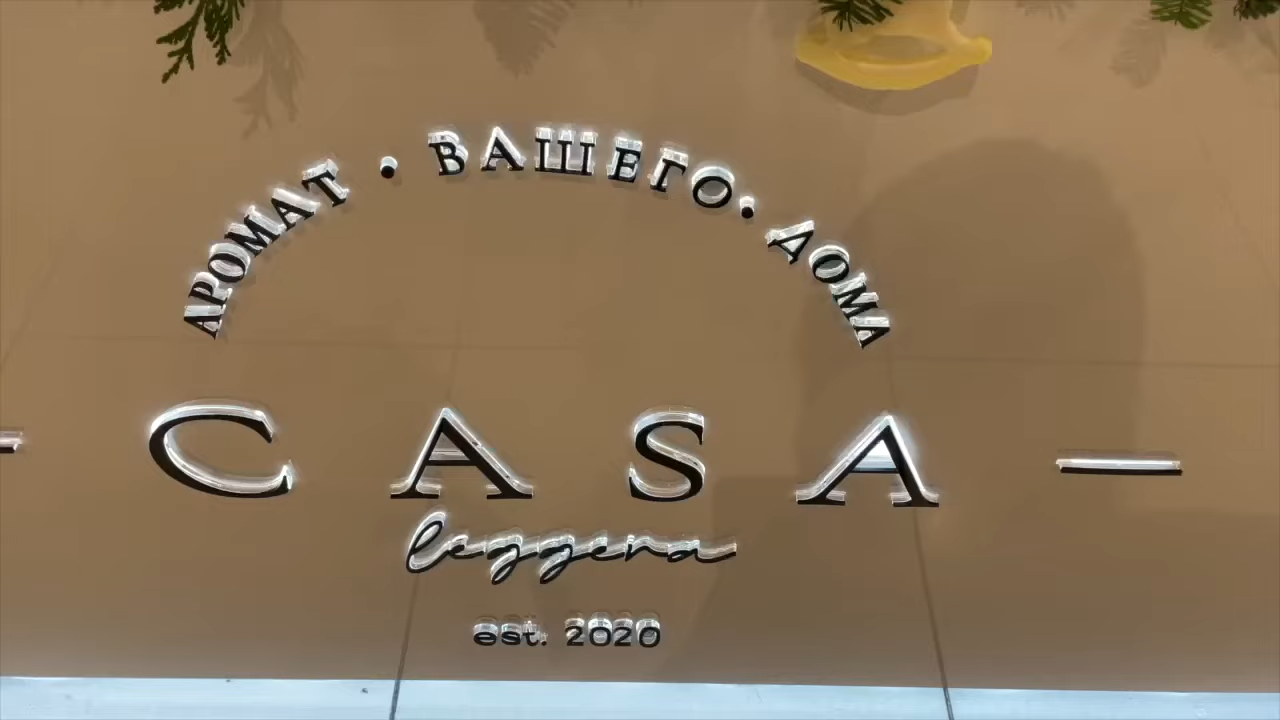 АРОМАТ • ВАШЕГО • ДОМА
— CASA —
leggera
est. 2020